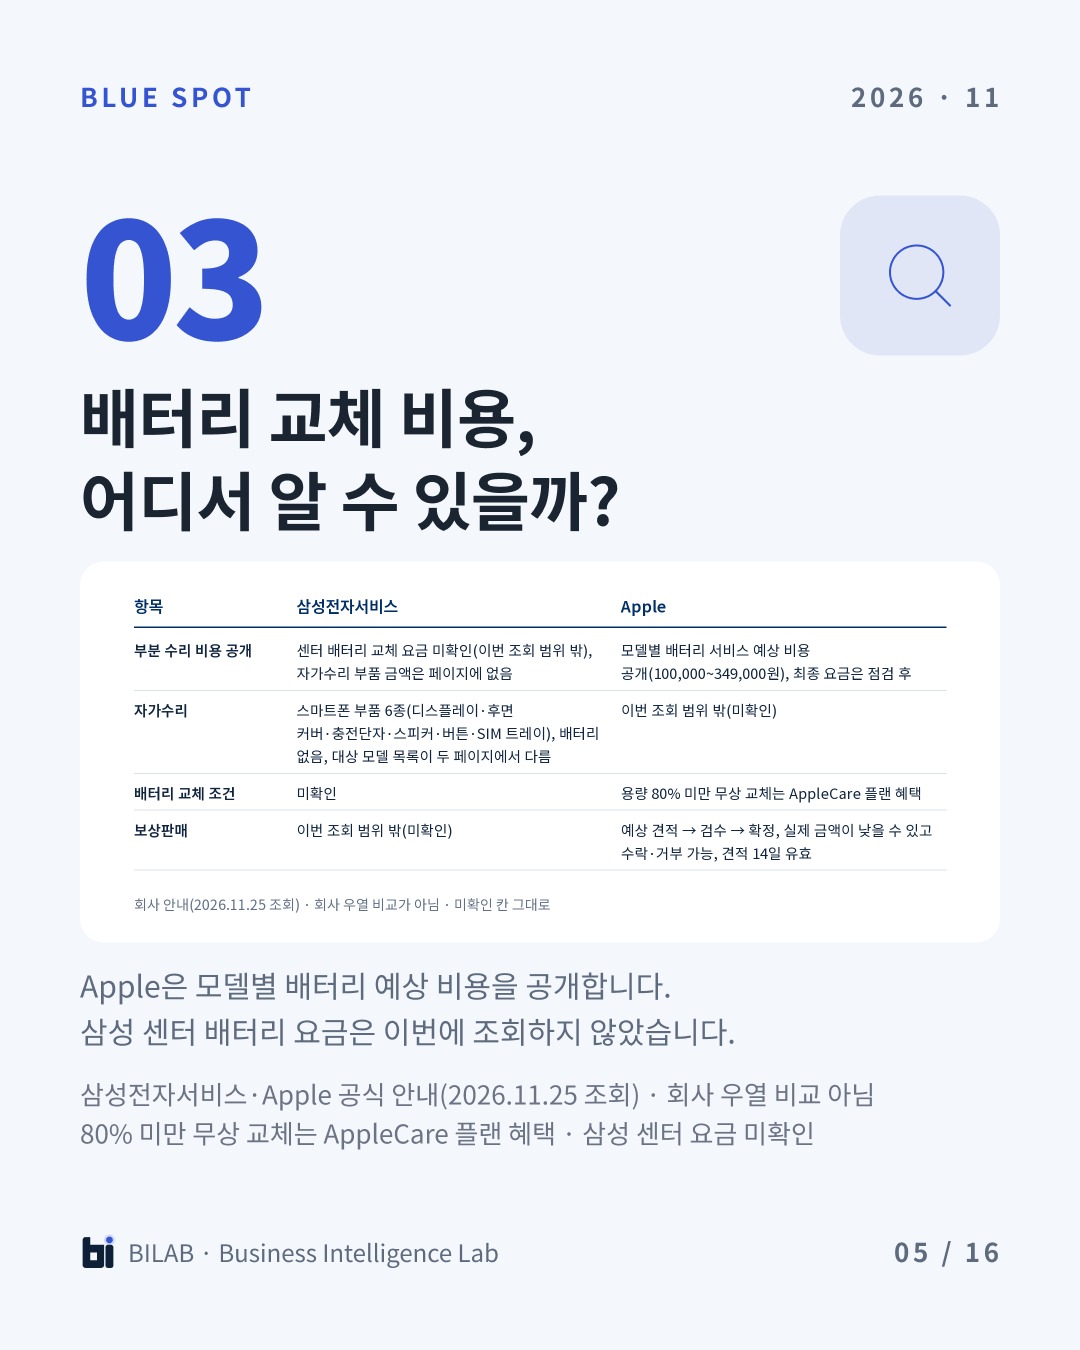 BLUE SPOT
2026 · 11
03
배터리 교체 비용,
어디서 알 수 있을까?
항목
삼성전자서비스
Apple
부분 수리 비용 공개
센터 배터리 교체 요금 미확인(이번 조회 범위 밖),
자가수리 부품 금액은 페이지에 없음
모델별 배터리 서비스 예상 비용
공개(100,000~349,000원), 최종 요금은 점검 후
자가수리
스마트폰 부품 6종(디스플레이·후면
커버·충전단자·스피커·버튼·SIM 트레이), 배터리
없음, 대상 모델 목록이 두 페이지에서 다름
이번 조회 범위 밖(미확인)
배터리 교체 조건
미확인
용량 80% 미만 무상 교체는 AppleCare 플랜 혜택
보상판매
이번 조회 범위 밖(미확인)
예상 견적 → 검수 → 확정, 실제 금액이 낮을 수 있고
수락·거부 가능, 견적 14일 유효
회사 안내(2026.11.25 조회) · 회사 우열 비교가 아님 · 미확인 칸 그대로
Apple은 모델별 배터리 예상 비용을 공개합니다.
삼성 센터 배터리 요금은 이번에 조회하지 않았습니다.
삼성전자서비스·Apple 공식 안내(2026.11.25 조회) · 회사 우열 비교 아님
80% 미만 무상 교체는 AppleCare 플랜 혜택 · 삼성 센터 요금 미확인
bi BILAB · Business Intelligence Lab
05 / 16